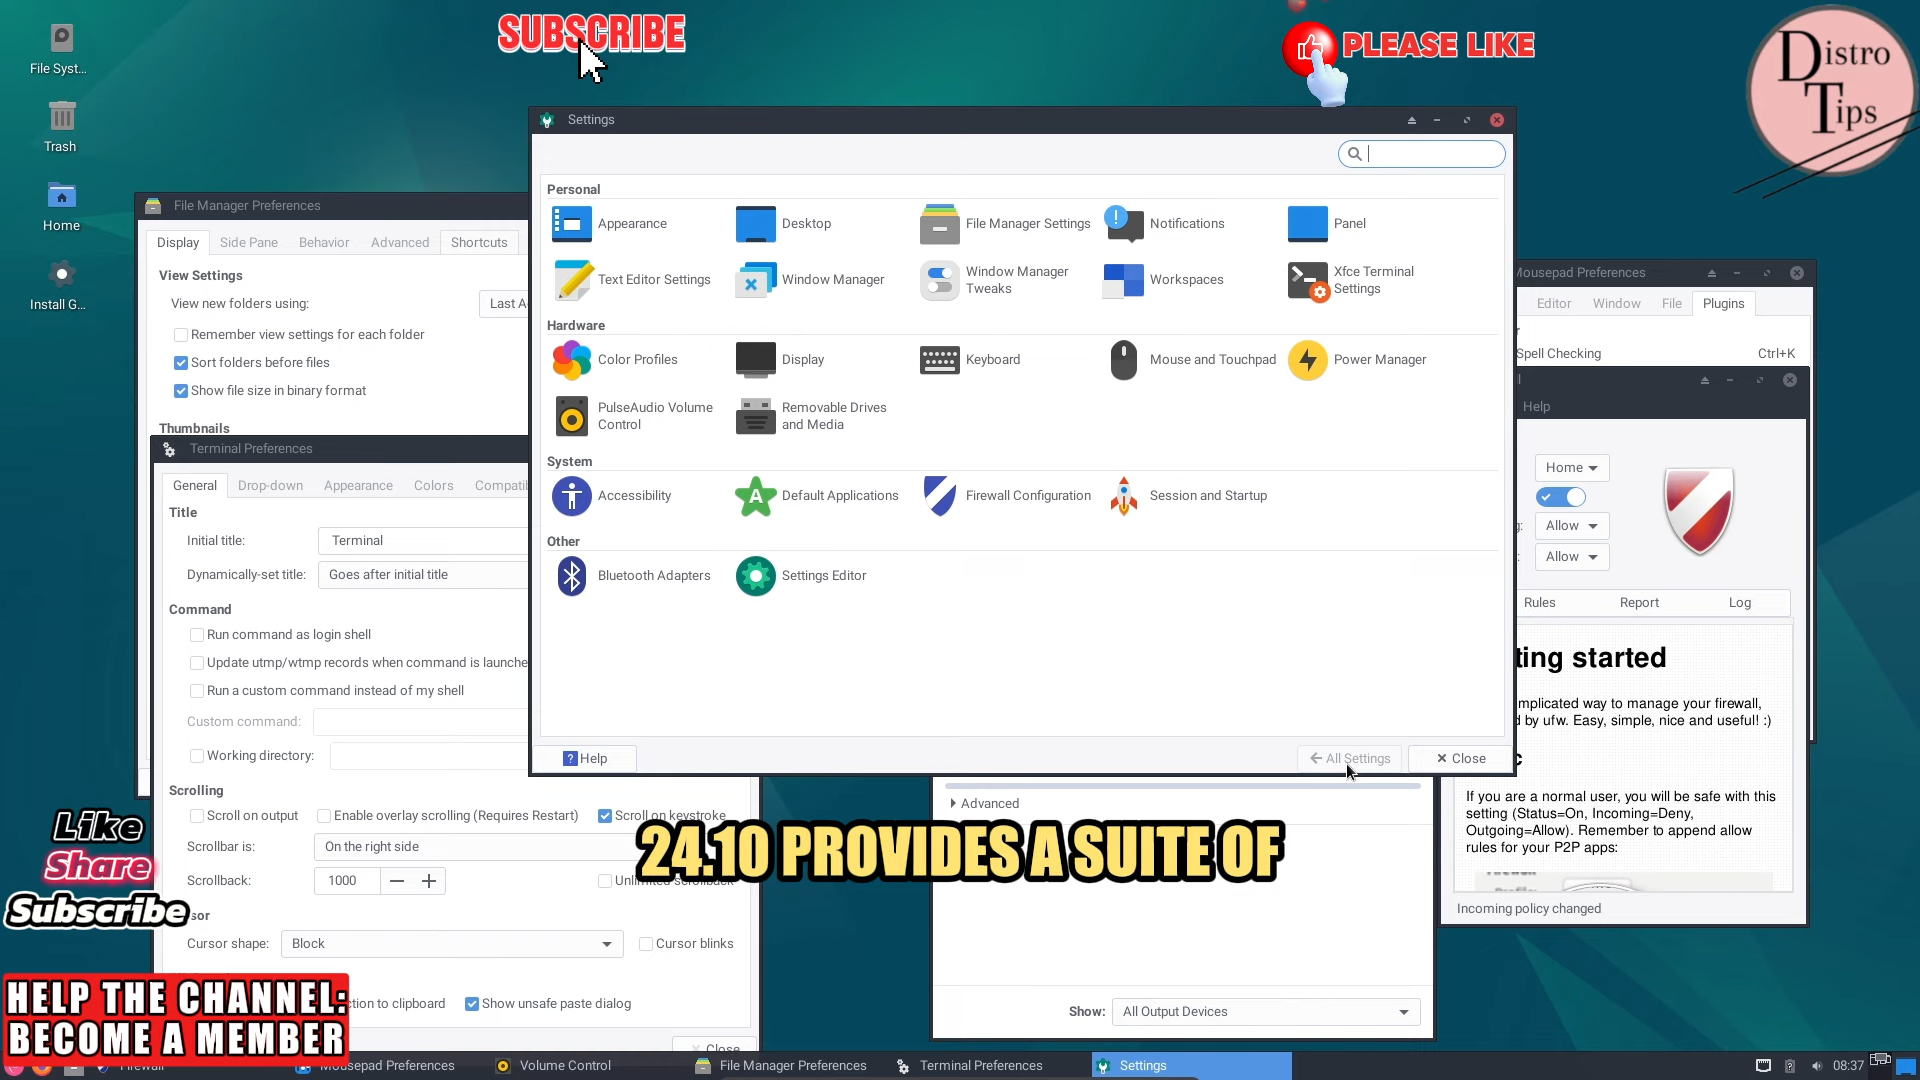 SUBSCRIBE
PLEASE LIKE
Distro
Tips
File Syst...
Trash
Home
Install G...
Settings
Personal
Appearance
Desktop
File Manager Settings
Notifications
Panel
Text Editor Settings
Window Manager
Window Manager
Tweaks
Workspaces
Xfce Terminal
Settings
Hardware
Color Profiles
Display
Keyboard
Mouse and Touchpad
Power Manager
PulseAudio Volume
Control
Removable Drives
and Media
System
Accessibility
Default Applications
Firewall Configuration
Session and Startup
Other
Bluetooth Adapters
Settings Editor
Help
All Settings
Close
File Manager Preferences
Display
Side Pane
Behavior
Advanced
Shortcuts
View Settings
View new folders using:
Last A
Remember view settings for each folder
Sort folders before files
Show file size in binary format
Thumbnails
Terminal Preferences
General
Drop-down
Appearance
Colors
Compatib
Title
Initial title:
Terminal
Dynamically-set title:
Goes after initial title
Command
Run command as login shell
Update utmp/wtmp records when command is launche
Run a custom command instead of my shell
Custom command:
Working directory:
Scrolling
Scroll on output
Enable overlay scrolling (Requires Restart)
Scroll on keystroke
Scrollbar is:
On the right side
Scrollback:
1000
Unlimited scrollback
sor
Cursor shape:
Block
Cursor blinks
ction to clipboard
Show unsafe paste dialog
Close
Mousepad Preferences
Editor
Window
File
Plugins
Spell Checking
Ctrl+K
Help
Home
Allow
Allow
Rules
Report
Log
ting started
mplicated way to manage your firewall,
d by ufw. Easy, simple, nice and useful! :)
If you are a normal user, you will be safe with this
setting (Status=On, Incoming=Deny,
Outgoing=Allow). Remember to append allow
rules for your P2P apps:
Incoming policy changed
Advanced
Show:
All Output Devices
24.10 PROVIDES A SUITE OF
Like
Share
Subscribe
HELP THE CHANNEL:
BECOME A MEMBER
Firewall
Mousepad Preferences
Volume Control
File Manager Preferences
Terminal Preferences
Settings
08:37